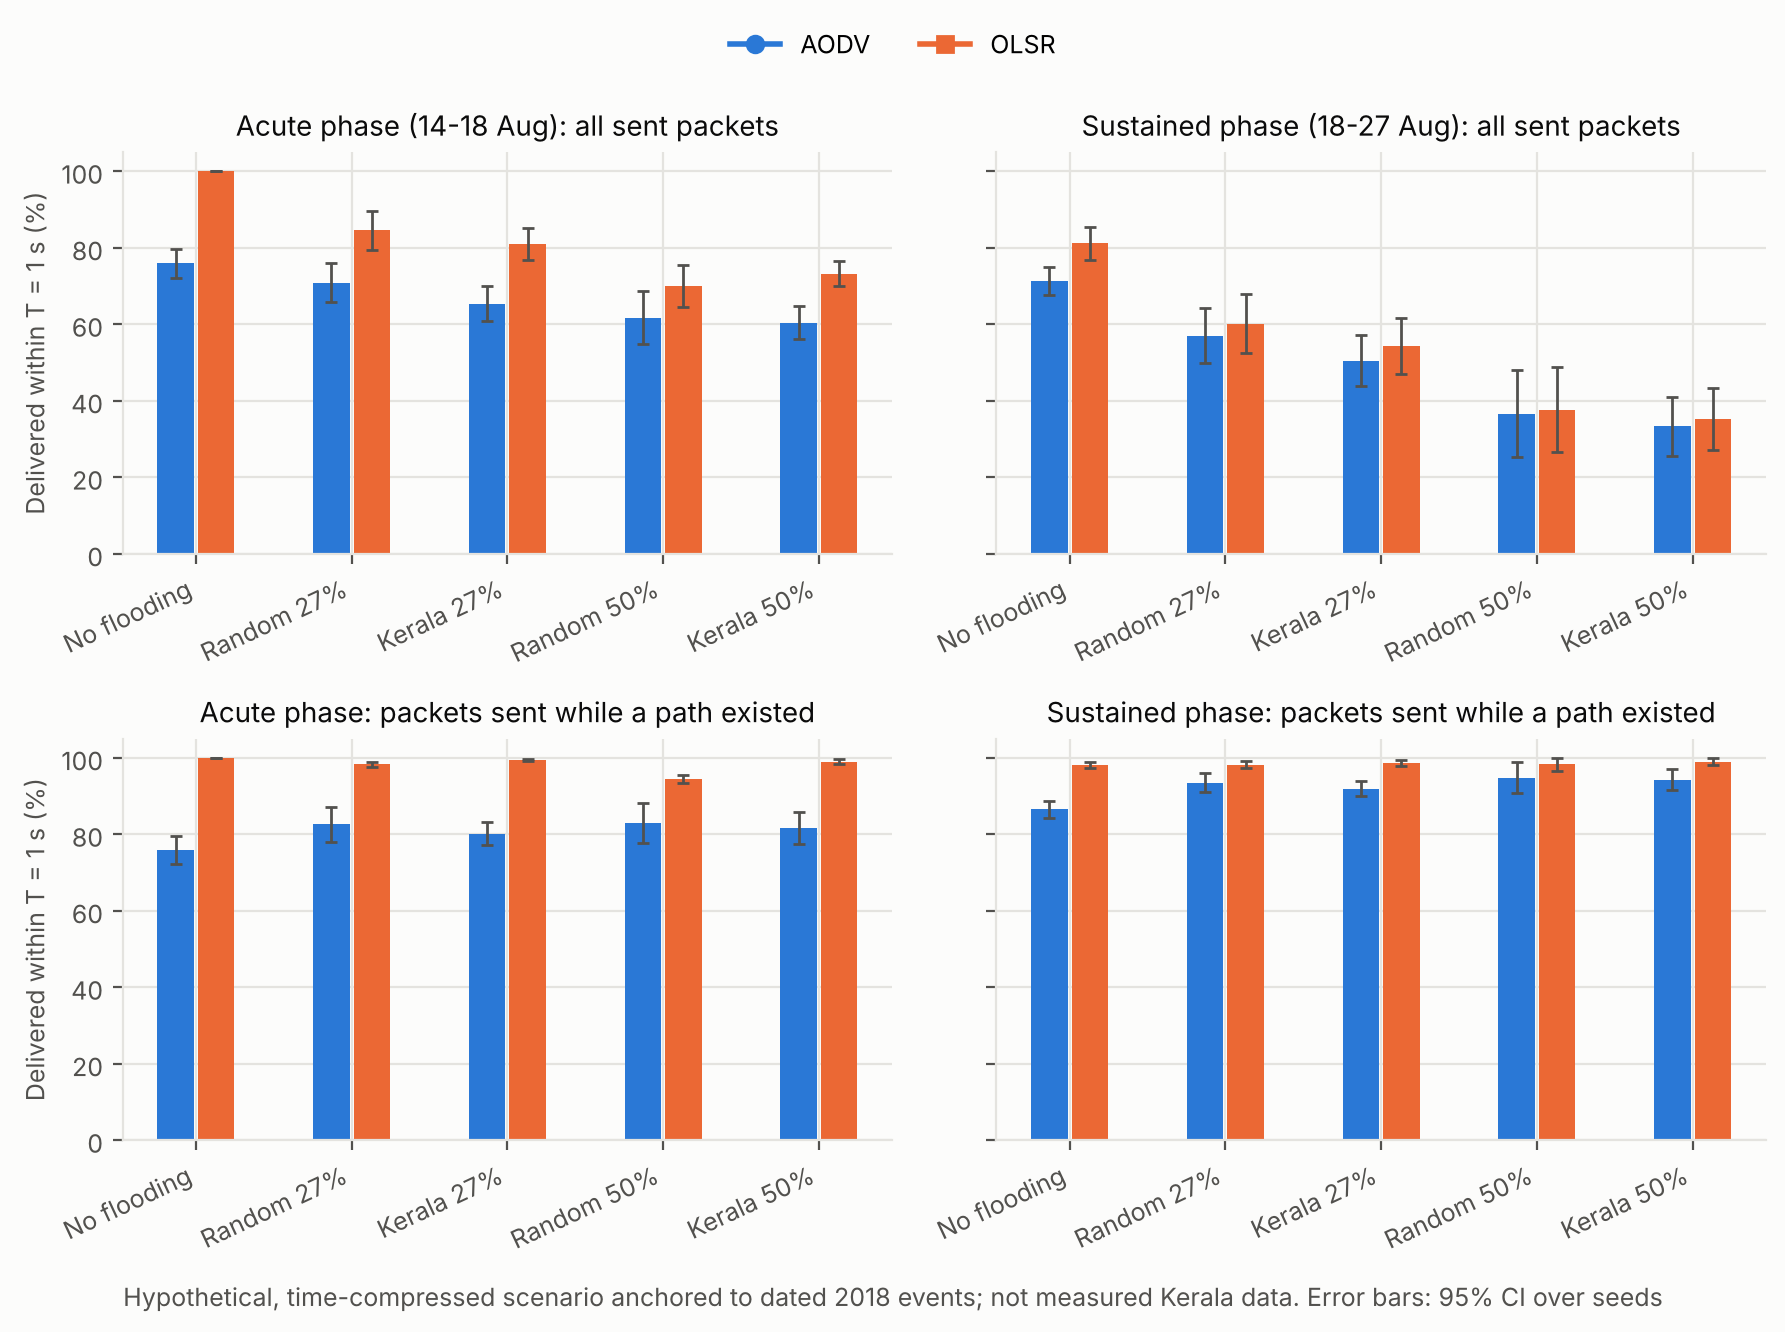 AODV OLSR
Acute phase (14-18 Aug): all sent packets
Delivered within T = 1 s (%)
100
80
60
40
20
0
No flooding Random 27% Kerala 27% Random 50% Kerala 50%
Sustained phase (18-27 Aug): all sent packets
No flooding Random 27% Kerala 27% Random 50% Kerala 50%
Acute phase: packets sent while a path existed
Delivered within T = 1 s (%)
100
80
60
40
20
0
No flooding Random 27% Kerala 27% Random 50% Kerala 50%
Sustained phase: packets sent while a path existed
No flooding Random 27% Kerala 27% Random 50% Kerala 50%
Hypothetical, time-compressed scenario anchored to dated 2018 events; not measured Kerala data. Error bars: 95% CI over seeds